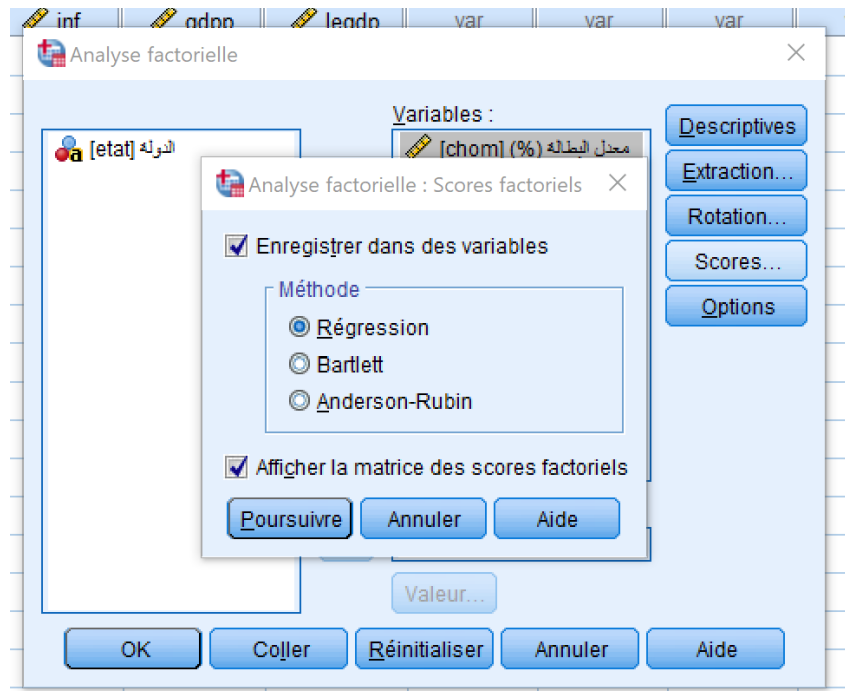 inf gdpp legdp var var var
Analyse factorielle
Variables :
الدولة [etat]
معدل البطالة (%) [chom]
Descriptives
Extraction...
Rotation...
Scores...
Options
Analyse factorielle : Scores factoriels
Enregistrer dans des variables
Méthode
Régression
Bartlett
Anderson-Rubin
Afficher la matrice des scores factoriels
Poursuivre Annuler Aide
Valeur...
OK Coller Réinitialiser Annuler Aide